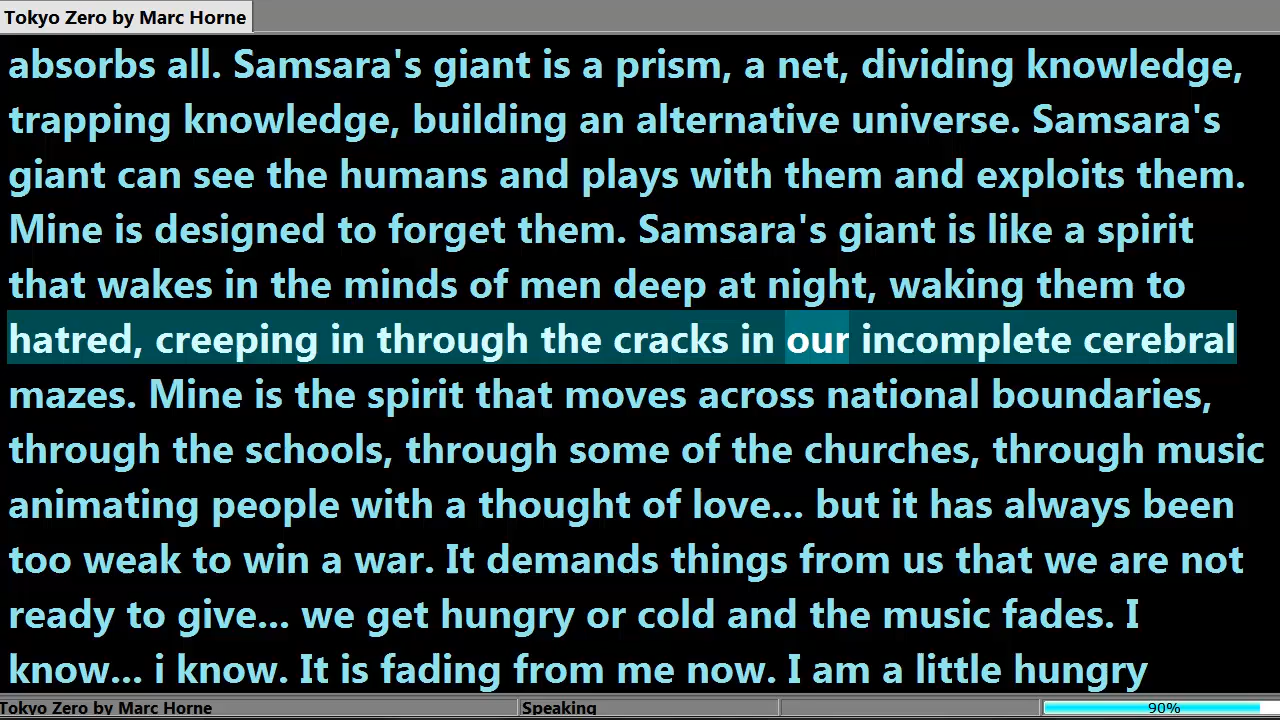 Tokyo Zero by Marc Horne
absorbs all. Samsara's giant is a prism, a net, dividing knowledge,
trapping knowledge, building an alternative universe. Samsara's
giant can see the humans and plays with them and exploits them.
Mine is designed to forget them. Samsara's giant is like a spirit
that wakes in the minds of men deep at night, waking them to
hatred, creeping in through the cracks in our incomplete cerebral
mazes. Mine is the spirit that moves across national boundaries,
through the schools, through some of the churches, through music
animating people with a thought of love... but it has always been
too weak to win a war. It demands things from us that we are not
ready to give... we get hungry or cold and the music fades. I
know... i know. It is fading from me now. I am a little hungry
Tokyo Zero by Marc Horne Speaking 90%